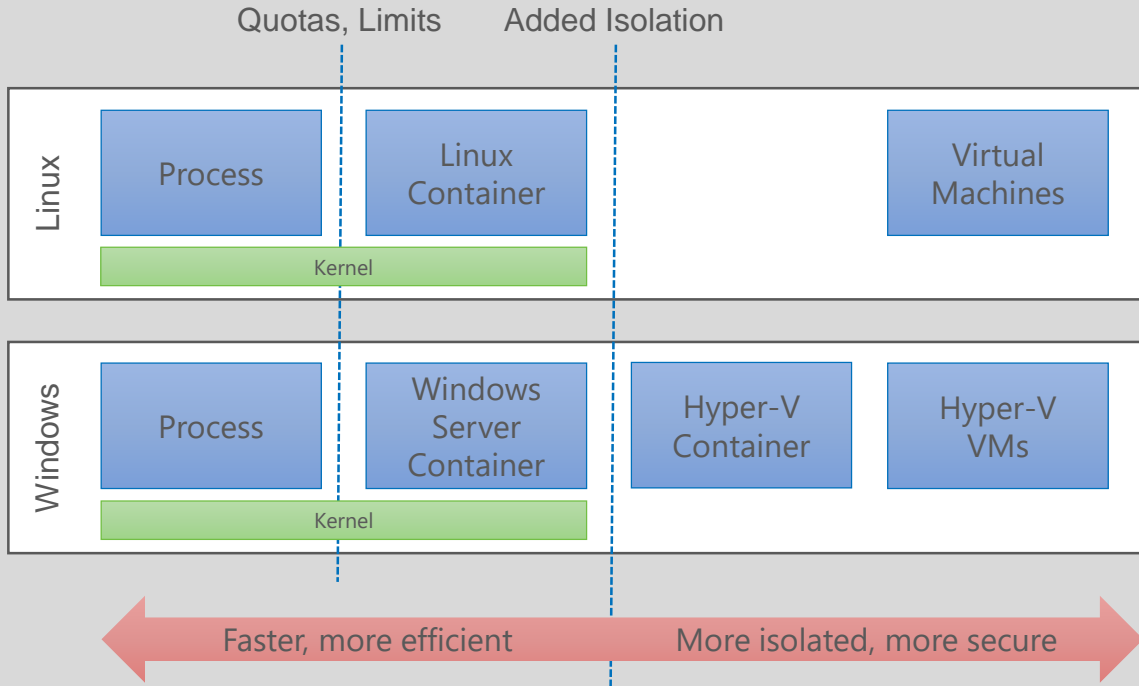 Quotas, Limits
Added Isolation
Linux
Process
Linux
Container
Virtual
Machines
Kernel
Windows
Process
Windows
Server
Container
Hyper-V
Container
Hyper-V
VMs
Kernel
Faster, more efficient
More isolated, more secure